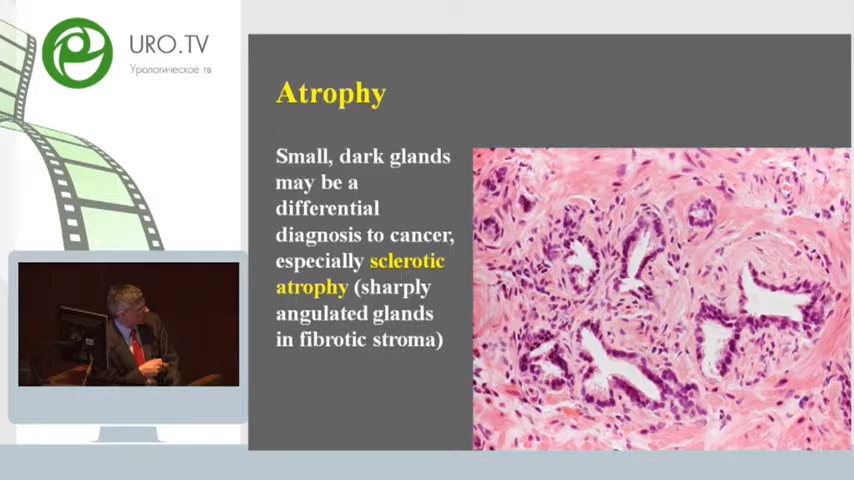 URO.TV
Урологическое тв
Atrophy
Small, dark glands
may be a
differential
diagnosis to cancer,
especially sclerotic
atrophy (sharply
angulated glands
in fibrotic stroma)